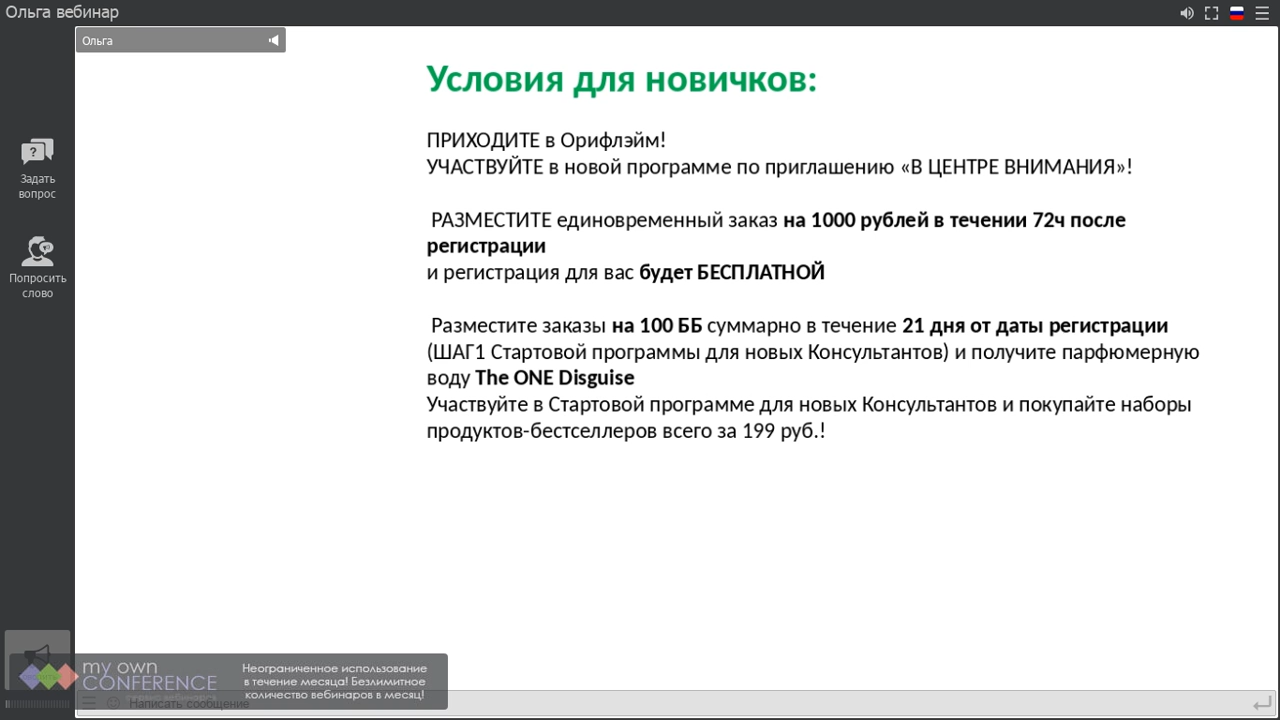 Ольга вебинар
Ольга
Условия для новичков:
ПРИХОДИТЕ в Орифлэйм!
УЧАСТВУЙТЕ в новой программе по приглашению «В ЦЕНТРЕ ВНИМАНИЯ»!
РАЗМЕСТИТЕ единовременный заказ на 1000 рублей в течении 72ч после
регистрации
и регистрация для вас будет БЕСПЛАТНОЙ
Разместите заказы на 100 ББ суммарно в течение 21 дня от даты регистрации
(ШАГ1 Стартовой программы для новых Консультантов) и получите парфюмерную
воду The ONE Disguise
Участвуйте в Стартовой программе для новых Консультантов и покупайте наборы
продуктов-бестселлеров всего за 199 руб.!
Задать
вопрос
Попросить
слово
my own
CONFERENCE
Неограниченное использование
в течение месяца! Безлимитное
количество вебинаров в месяц!
Написать сообщение